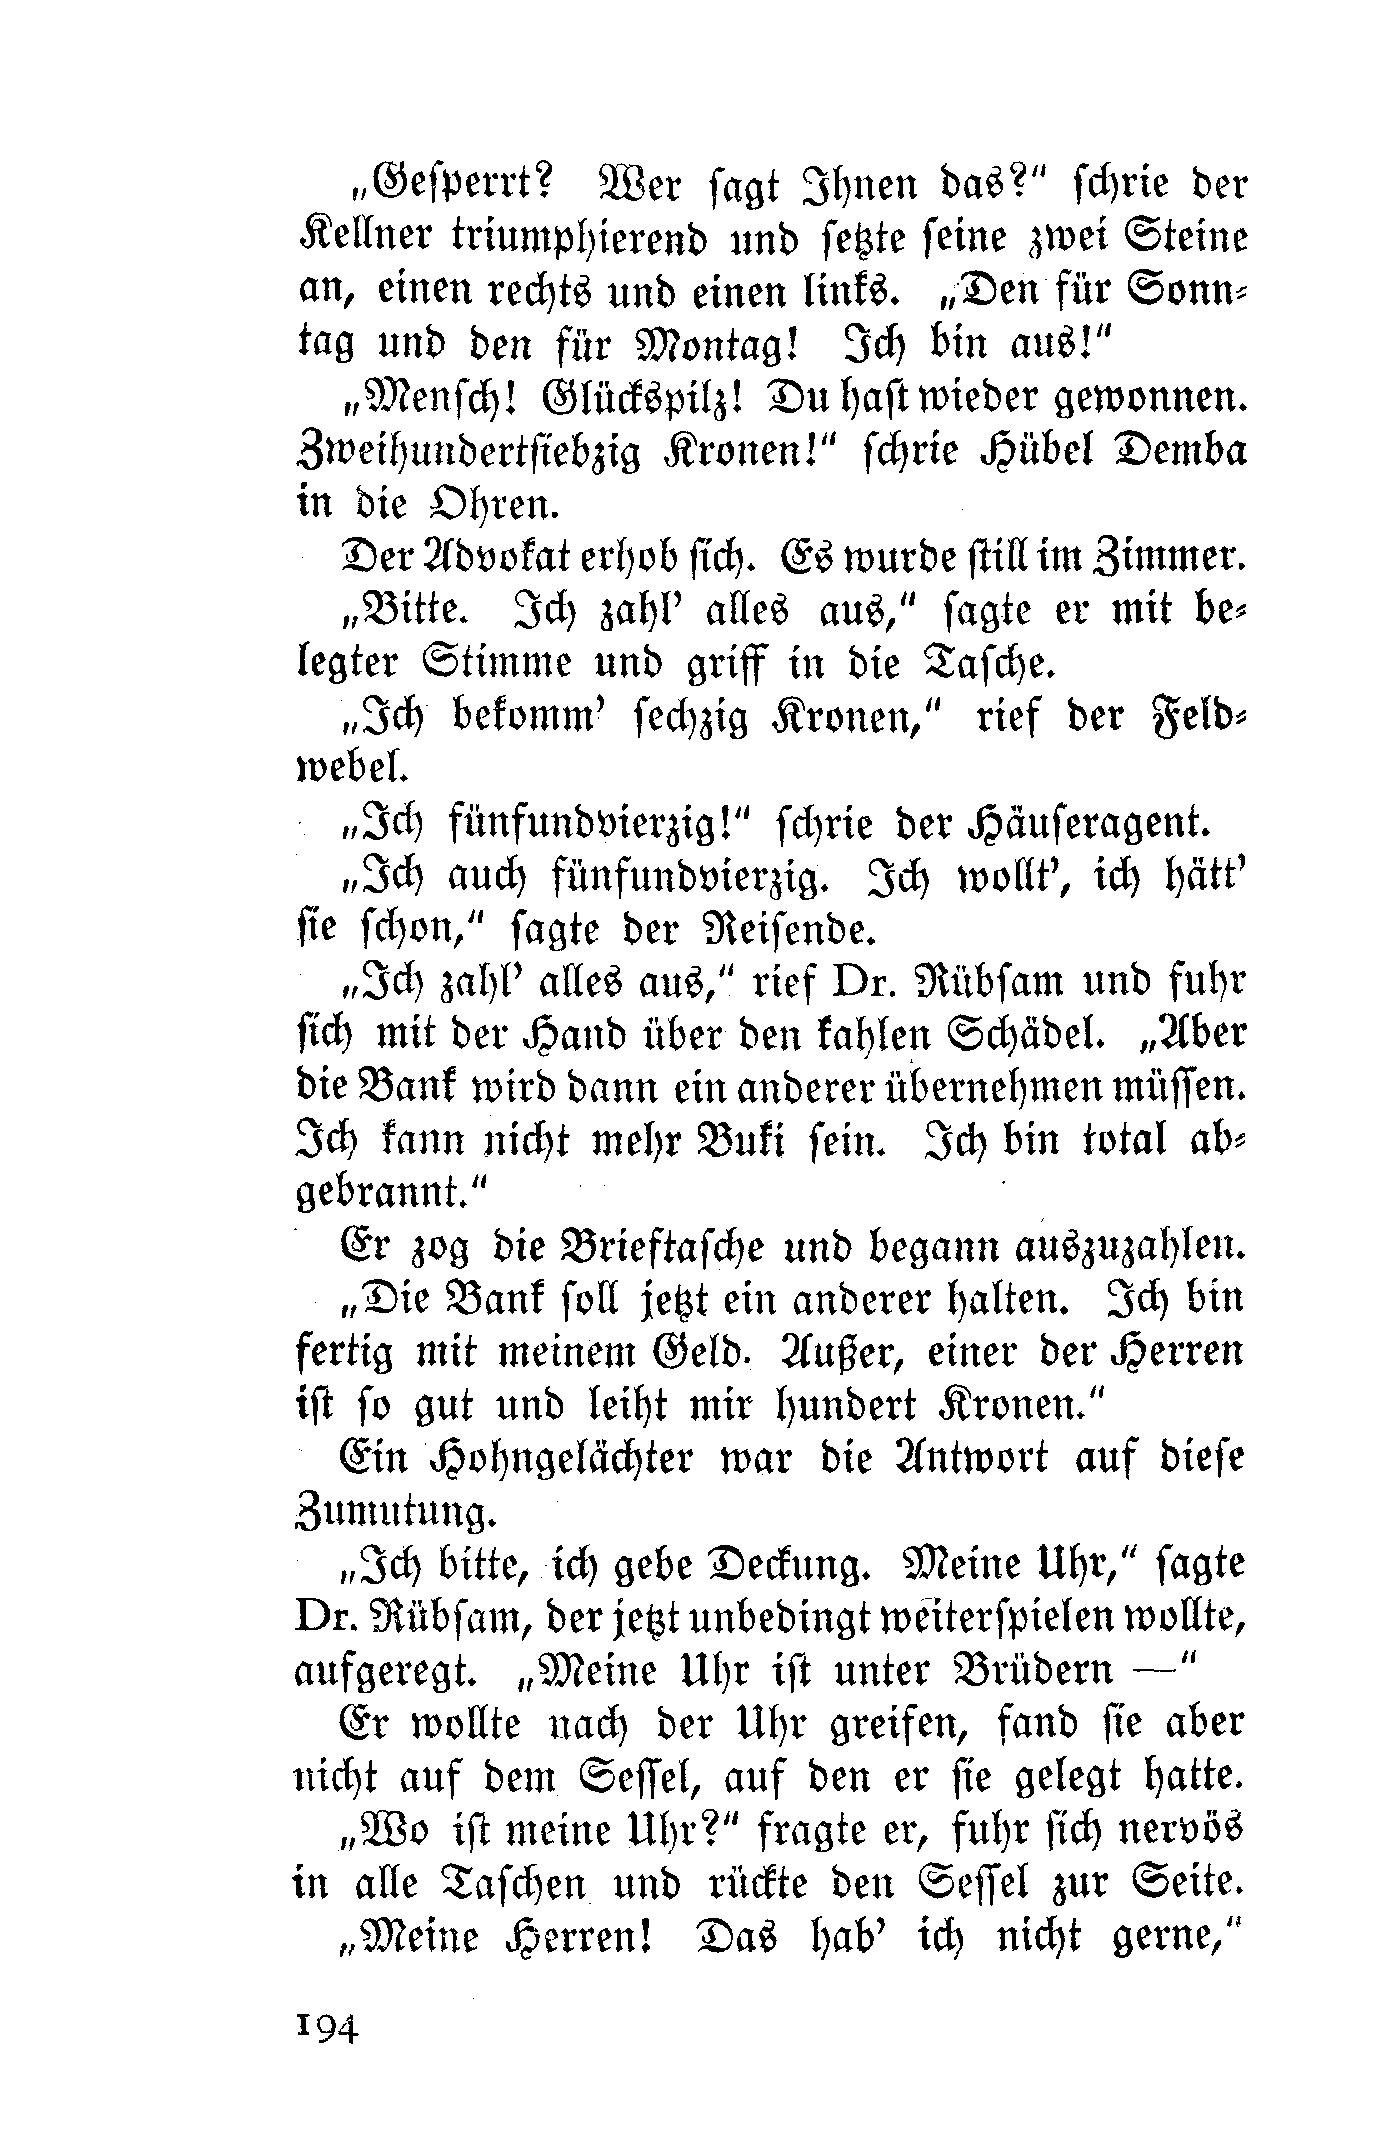 „Gesperrt? Wer sagt Ihnen das?“ schrie der
Kellner triumphierend und setzte seine zwei Steine
an, einen rechts und einen links. „Den für Sonn-
tag und den für Montag! Ich bin aus!“
„Mensch! Glückspilz! Du hast wieder gewonnen.
Zweihundertsiebzig Kronen!“ schrie Hübel Demba
in die Ohren.
Der Advokat erhob sich. Es wurde still im Zimmer.
„Bitte. Ich zahl’ alles aus,“ sagte er mit be-
legter Stimme und griff in die Tasche.
„Ich bekomm’ sechzig Kronen,“ rief der Feld-
webel.
„Ich fünfundvierzig!“ schrie der Häuseragent.
„Ich auch fünfundvierzig. Ich wollt’, ich hätt’
sie schon,“ sagte der Reisende.
„Ich zahl’ alles aus,“ rief Dr. Rübsam und fuhr
sich mit der Hand über den kahlen Schädel. „Aber
die Bank wird dann ein anderer übernehmen müssen.
Ich kann nicht mehr Buki sein. Ich bin total ab-
gebrannt.“
Er zog die Brieftasche und begann auszuzahlen.
„Die Bank soll jetzt ein anderer halten. Ich bin
fertig mit meinem Geld. Außer, einer der Herren
ist so gut und leiht mir hundert Kronen.“
Ein Hohngelächter war die Antwort auf diese
Zumutung.
„Ich bitte, ich gebe Deckung. Meine Uhr,“ sagte
Dr. Rübsam, der jetzt unbedingt weiterspielen wollte,
aufgeregt. „Meine Uhr ist unter Brüdern —“
Er wollte nach der Uhr greifen, fand sie aber
nicht auf dem Sessel, auf den er sie gelegt hatte.
„Wo ist meine Uhr?“ fragte er, fuhr sich nervös
in alle Taschen und rückte den Sessel zur Seite.
„Meine Herren! Das hab’ ich nicht gerne,“
194